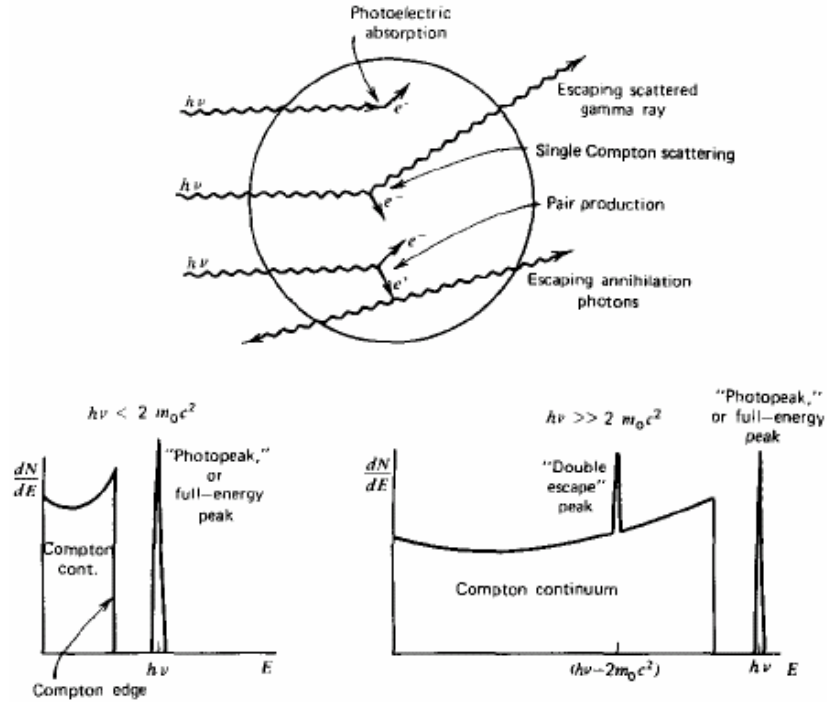 Photoelectric
absorption
hν
e⁻
Escaping scattered
gamma ray
Single Compton scattering
hν
e⁻
Pair production
hν
e⁻
e⁺
Escaping annihilation
photons
hν < 2 m₀c²
dN
dE
"Photopeak,"
or
full–energy
peak
Compton
cont.
hν
E
Compton edge
hν >> 2 m₀c²
"Photopeak,"
or full–energy
peak
dN
dE
"Double
escape"
peak
Compton continuum
(hν–2m₀c²)
hν
E